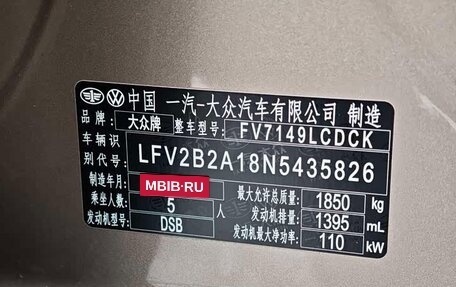 中国 一汽-大众汽车有限公司 制造
品牌: 大众牌 整车型号: FV7149LCDCK
车辆识别代号: LFV2B2A18N5435826
制造年月: MBIB.RU 最大允许总质量: 1850 kg
乘坐人数: 5 人 发动机排量: 1395 mL
发动机型号: DSB 发动机最大净功率: 110 kW